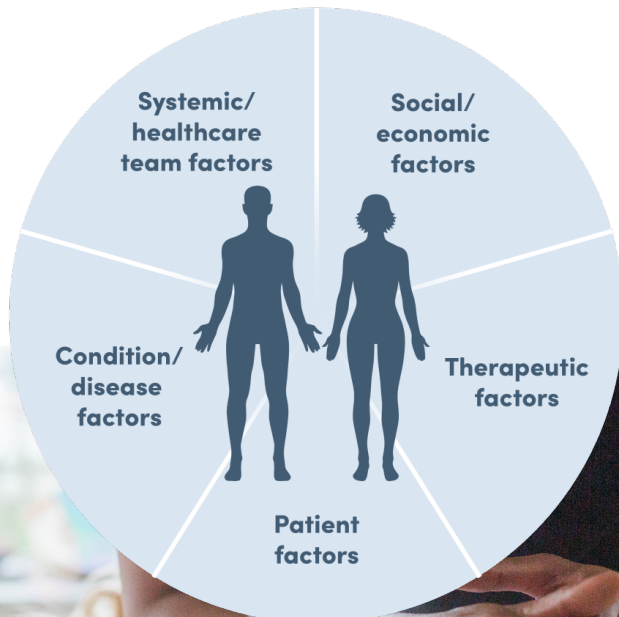 Systemic/
healthcare
team factors
Social/
economic
factors
Condition/
disease
factors
Therapeutic
factors
Patient
factors